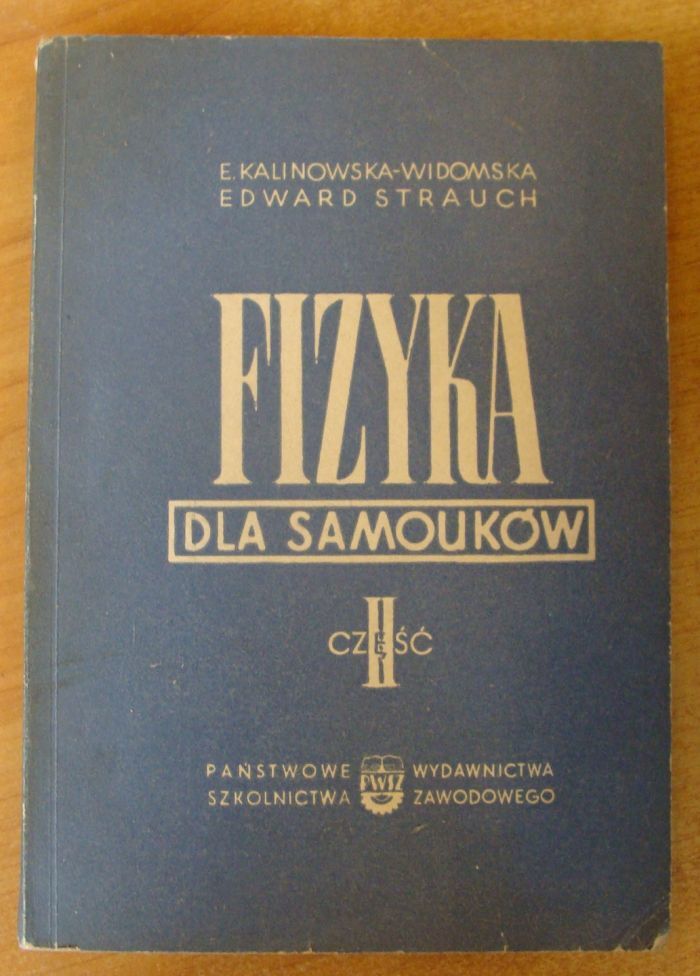 E. KALINOWSKA-WIDOMSKA
EDWARD STRAUCH
FIZYKA
DLA SAMOUKÓW
CZĘŚĆ II
PAŃSTWOWE WYDAWNICTWA
SZKOLNICTWA ZAWODOWEGO
PWSZ